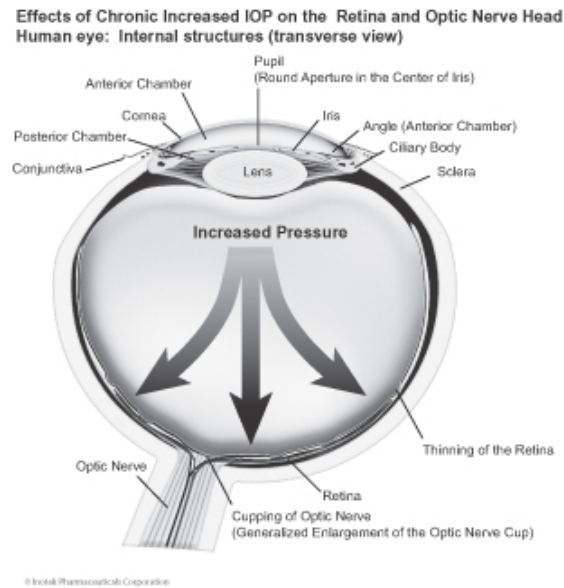 Effects of Chronic Increased IOP on the Retina and Optic Nerve Head
Human eye: Internal structures (transverse view)
Pupil
(Round Aperture in the Center of Iris)
Anterior Chamber
Cornea
Iris
Angle (Anterior Chamber)
Posterior Chamber
Ciliary Body
Conjunctiva
Lens
Sclera
Increased Pressure
Thinning of the Retina
Optic Nerve
Retina
Cupping of Optic Nerve
(Generalized Enlargement of the Optic Nerve Cup)
© Inotek Pharmaceuticals Corporation